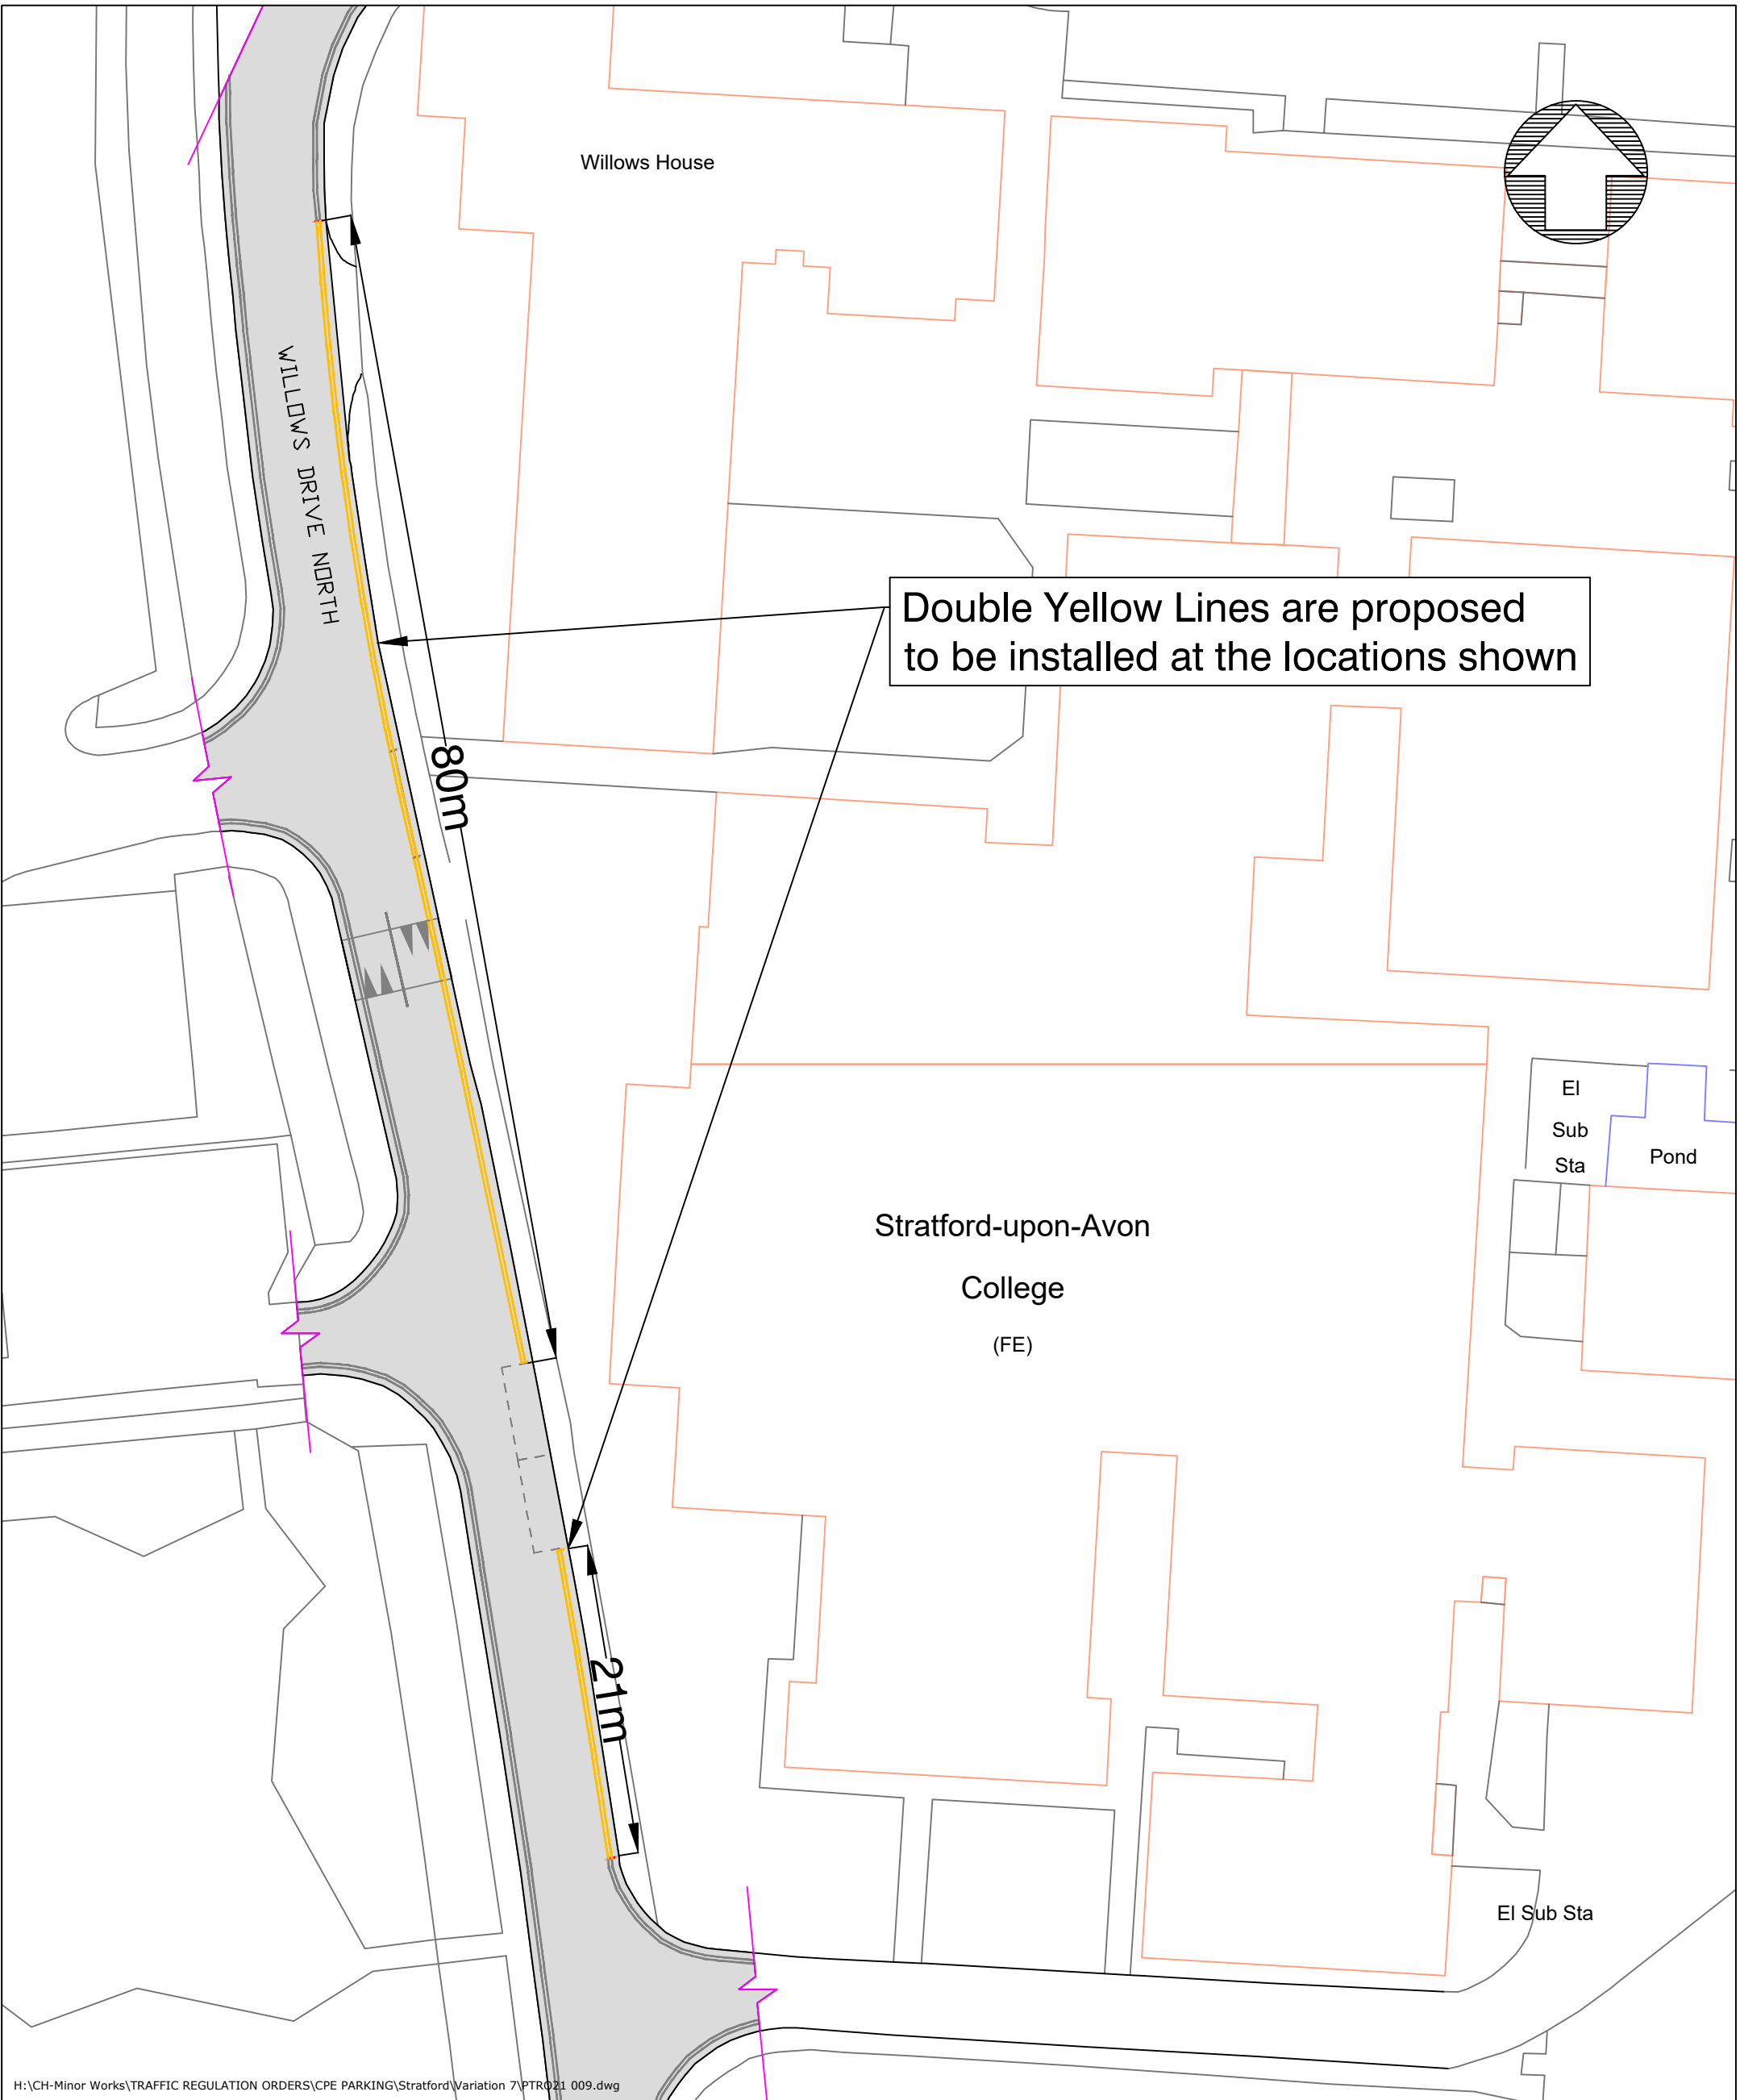 Willows House
WILLOWS DRIVE NORTH
Double Yellow Lines are proposed
to be installed at the locations shown
80m
El
Sub
Sta
Pond
Stratford-upon-Avon
College
(FE)
21m
El Sub Sta
H:\CH-Minor Works\TRAFFIC REGULATION ORDERS\CPE PARKING\Stratford\Variation 7\PTRO21 009.dwg